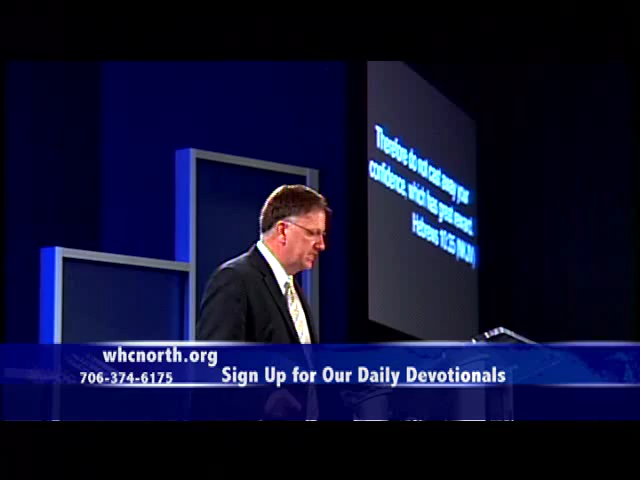 Therefore do not cast away your
confidence, which has great reward.
Hebrews 10:35 (NKJV)
whcnorth.org
706-374-6175
Sign Up for Our Daily Devotionals